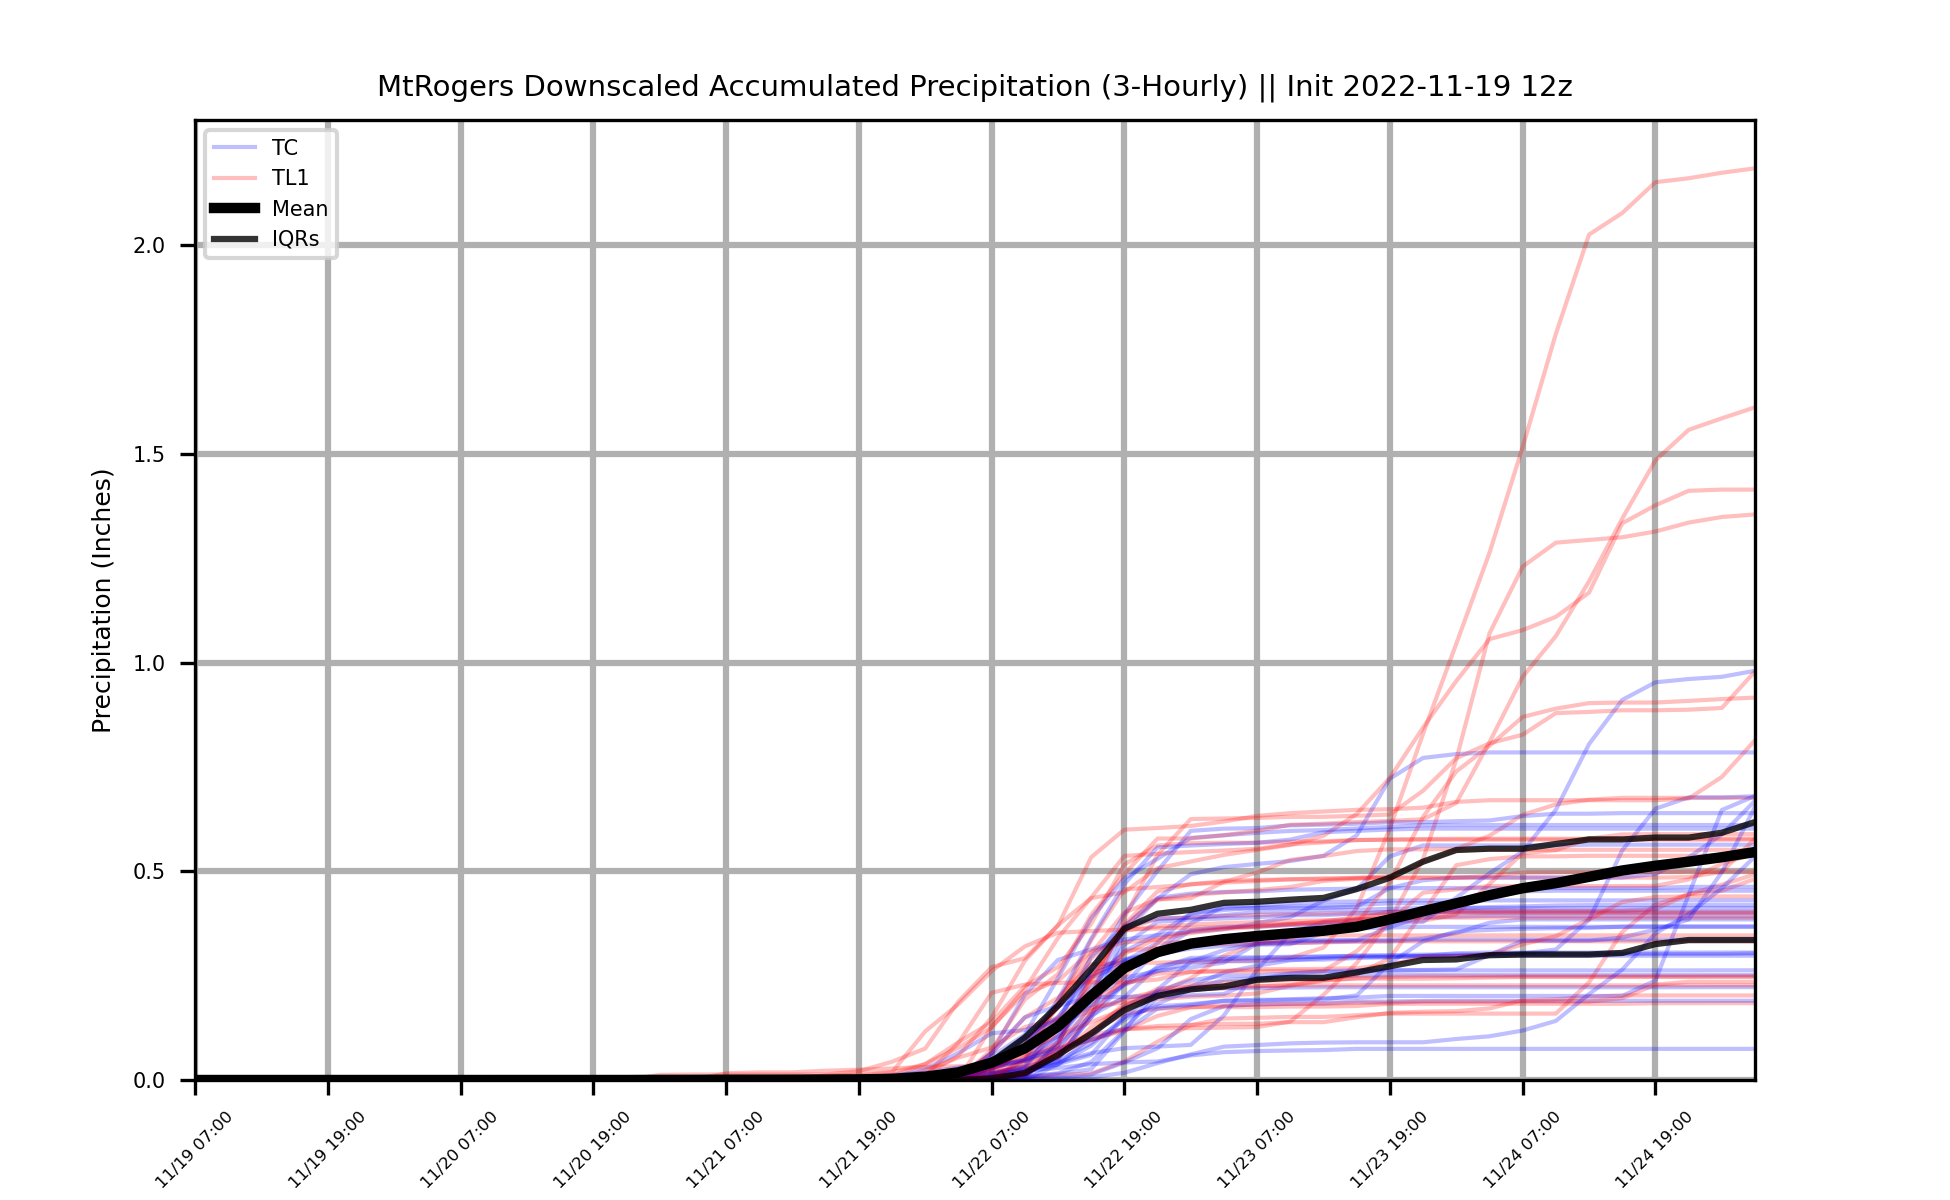 MtRogers Downscaled Accumulated Precipitation (3-Hourly) || Init 2022-11-19 12z
TC
TL1
Mean
IQRs
Precipitation (Inches)
2.0
1.5
1.0
0.5
0.0
11/19 07:00
11/19 19:00
11/20 07:00
11/20 19:00
11/21 07:00
11/21 19:00
11/22 07:00
11/22 19:00
11/23 07:00
11/23 19:00
11/24 07:00
11/24 19:00